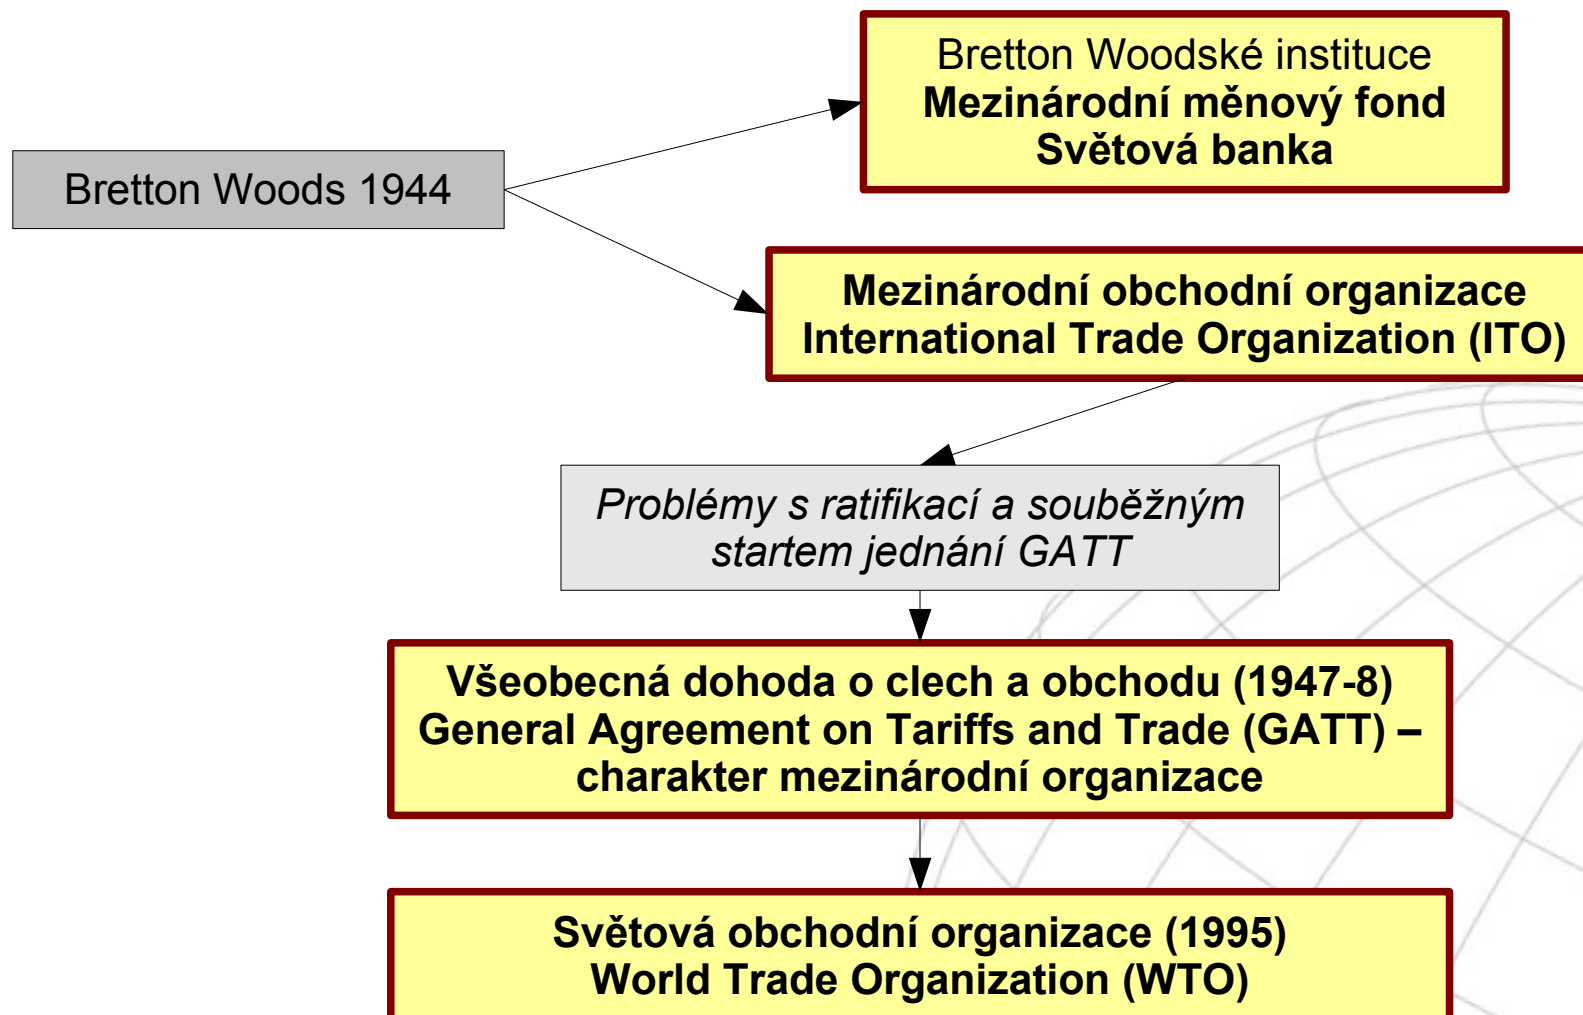 Bretton Woodské instituce
Mezinárodní měnový fond
Světová banka
Bretton Woods 1944
Mezinárodní obchodní organizace
International Trade Organization (ITO)
Problémy s ratifikací a souběžným
startem jednání GATT
Všeobecná dohoda o clech a obchodu (1947-8)
General Agreement on Tariffs and Trade (GATT) –
charakter mezinárodní organizace
Světová obchodní organizace (1995)
World Trade Organization (WTO)